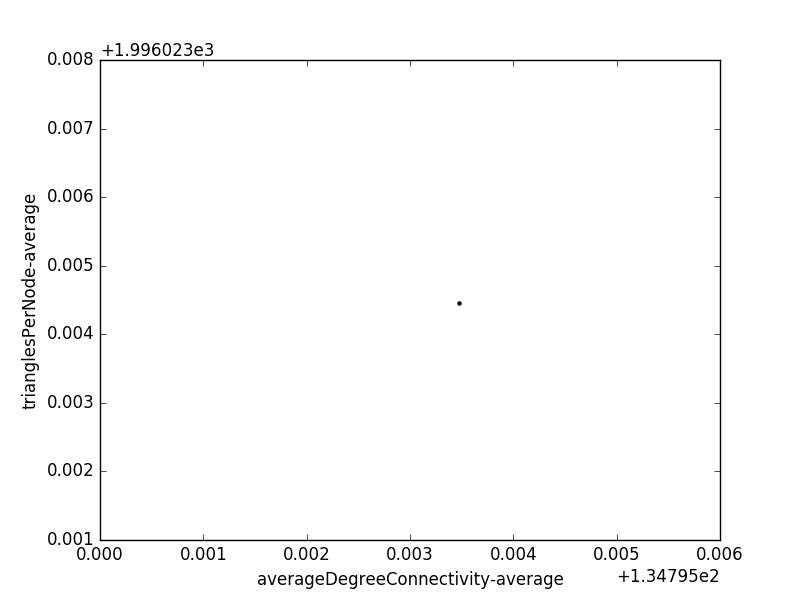 +1.996023e3
0.008
0.007
0.006
0.005
0.004
0.003
0.002
0.001
trianglesPerNode-average
0.000 0.001 0.002 0.003 0.004 0.005 0.006
averageDegreeConnectivity-average
+1.34795e2